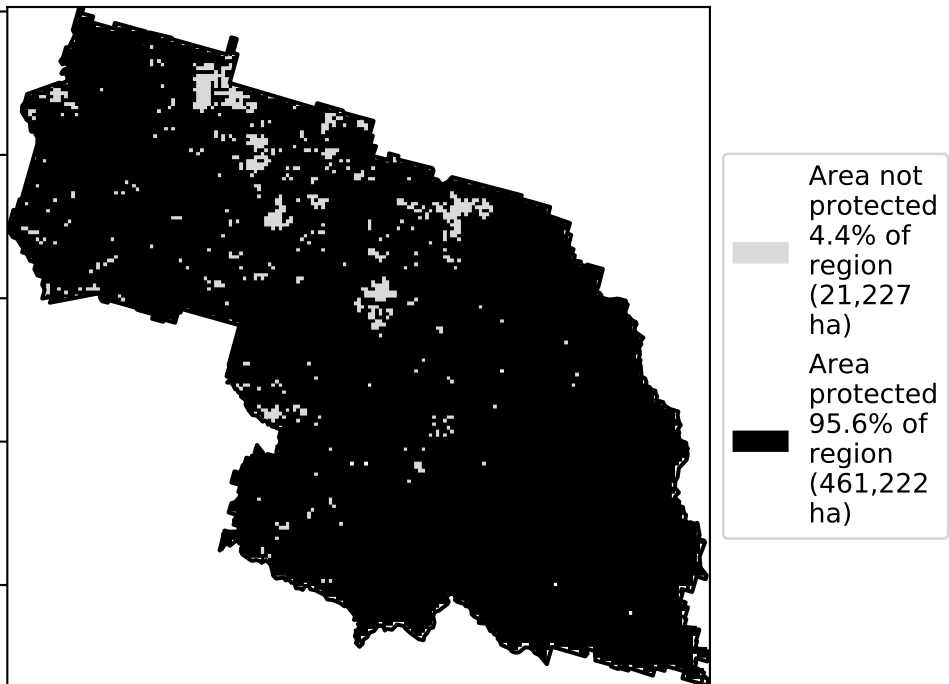 Area not
protected
4.4% of
region
(21,227
ha)
Area
protected
95.6% of
region
(461,222
ha)